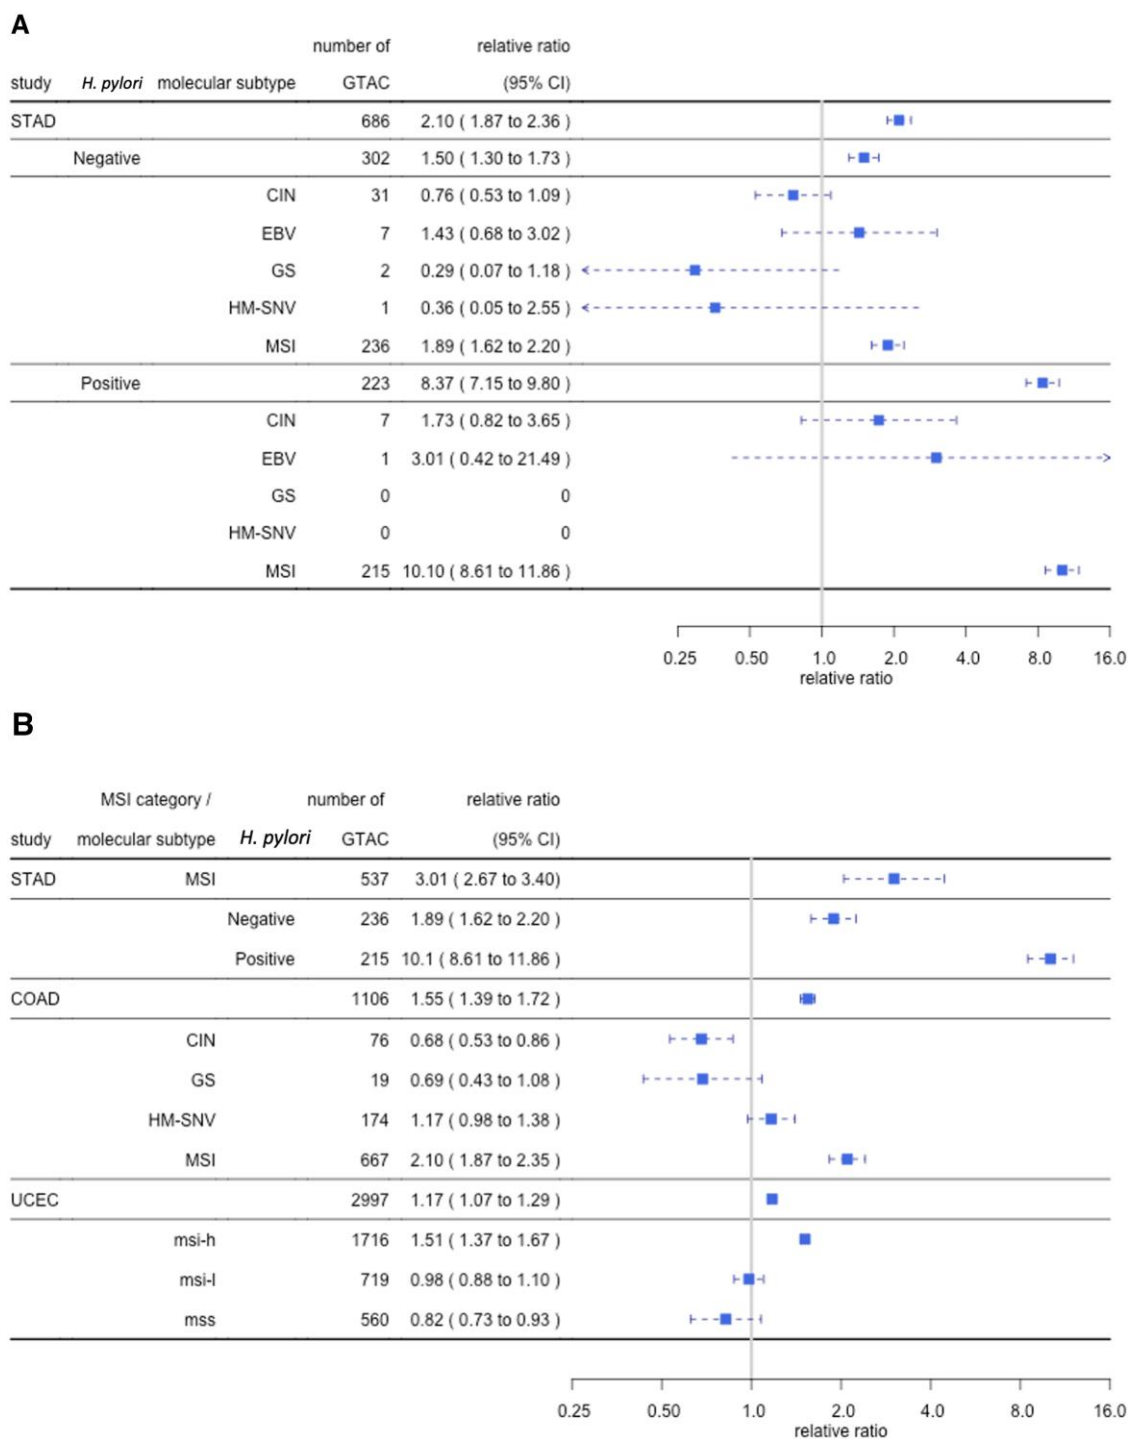 A
number of relative ratio
study H. pylori molecular subtype GTAC (95% CI)
STAD 686 2.10 ( 1.87 to 2.36 )
Negative 302 1.50 ( 1.30 to 1.73 )
CIN 31 0.76 ( 0.53 to 1.09 )
EBV 7 1.43 ( 0.68 to 3.02 )
GS 2 0.29 ( 0.07 to 1.18 )
HM-SNV 1 0.36 ( 0.05 to 2.55 )
MSI 236 1.89 ( 1.62 to 2.20 )
Positive 223 8.37 ( 7.15 to 9.80 )
CIN 7 1.73 ( 0.82 to 3.65 )
EBV 1 3.01 ( 0.42 to 21.49 )
GS 0 0
HM-SNV 0 0
MSI 215 10.10 ( 8.61 to 11.86 )
0.25 0.50 1.0 2.0 4.0 8.0 16.0
relative ratio
B
MSI category / number of relative ratio
study molecular subtype H. pylori GTAC (95% CI)
STAD MSI 537 3.01 ( 2.67 to 3.40)
Negative 236 1.89 ( 1.62 to 2.20 )
Positive 215 10.1 ( 8.61 to 11.86 )
COAD 1106 1.55 ( 1.39 to 1.72 )
CIN 76 0.68 ( 0.53 to 0.86 )
GS 19 0.69 ( 0.43 to 1.08 )
HM-SNV 174 1.17 ( 0.98 to 1.38 )
MSI 667 2.10 ( 1.87 to 2.35 )
UCEC 2997 1.17 ( 1.07 to 1.29 )
msi-h 1716 1.51 ( 1.37 to 1.67 )
msi-l 719 0.98 ( 0.88 to 1.10 )
mss 560 0.82 ( 0.73 to 0.93 )
0.25 0.50 1.0 2.0 4.0 8.0 16.0
relative ratio